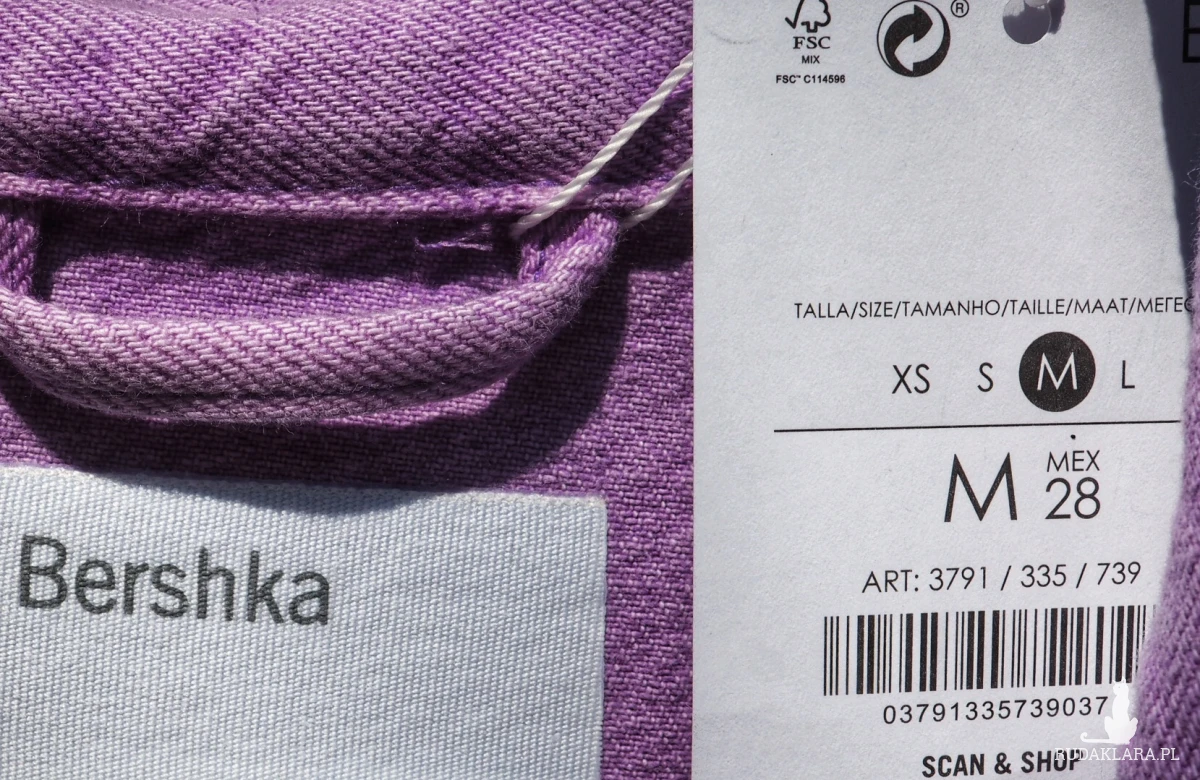 Bershka
FSC
MIX
FSC™ C114596
®
TALLA/SIZE/TAMANHO/TAILLE/MAAT/ΜΕΓΕ
XS S M L
M MEX
28
ART: 3791 / 335 / 739
03791335739037
SCAN & SHOP
RUDAKLARA.PL